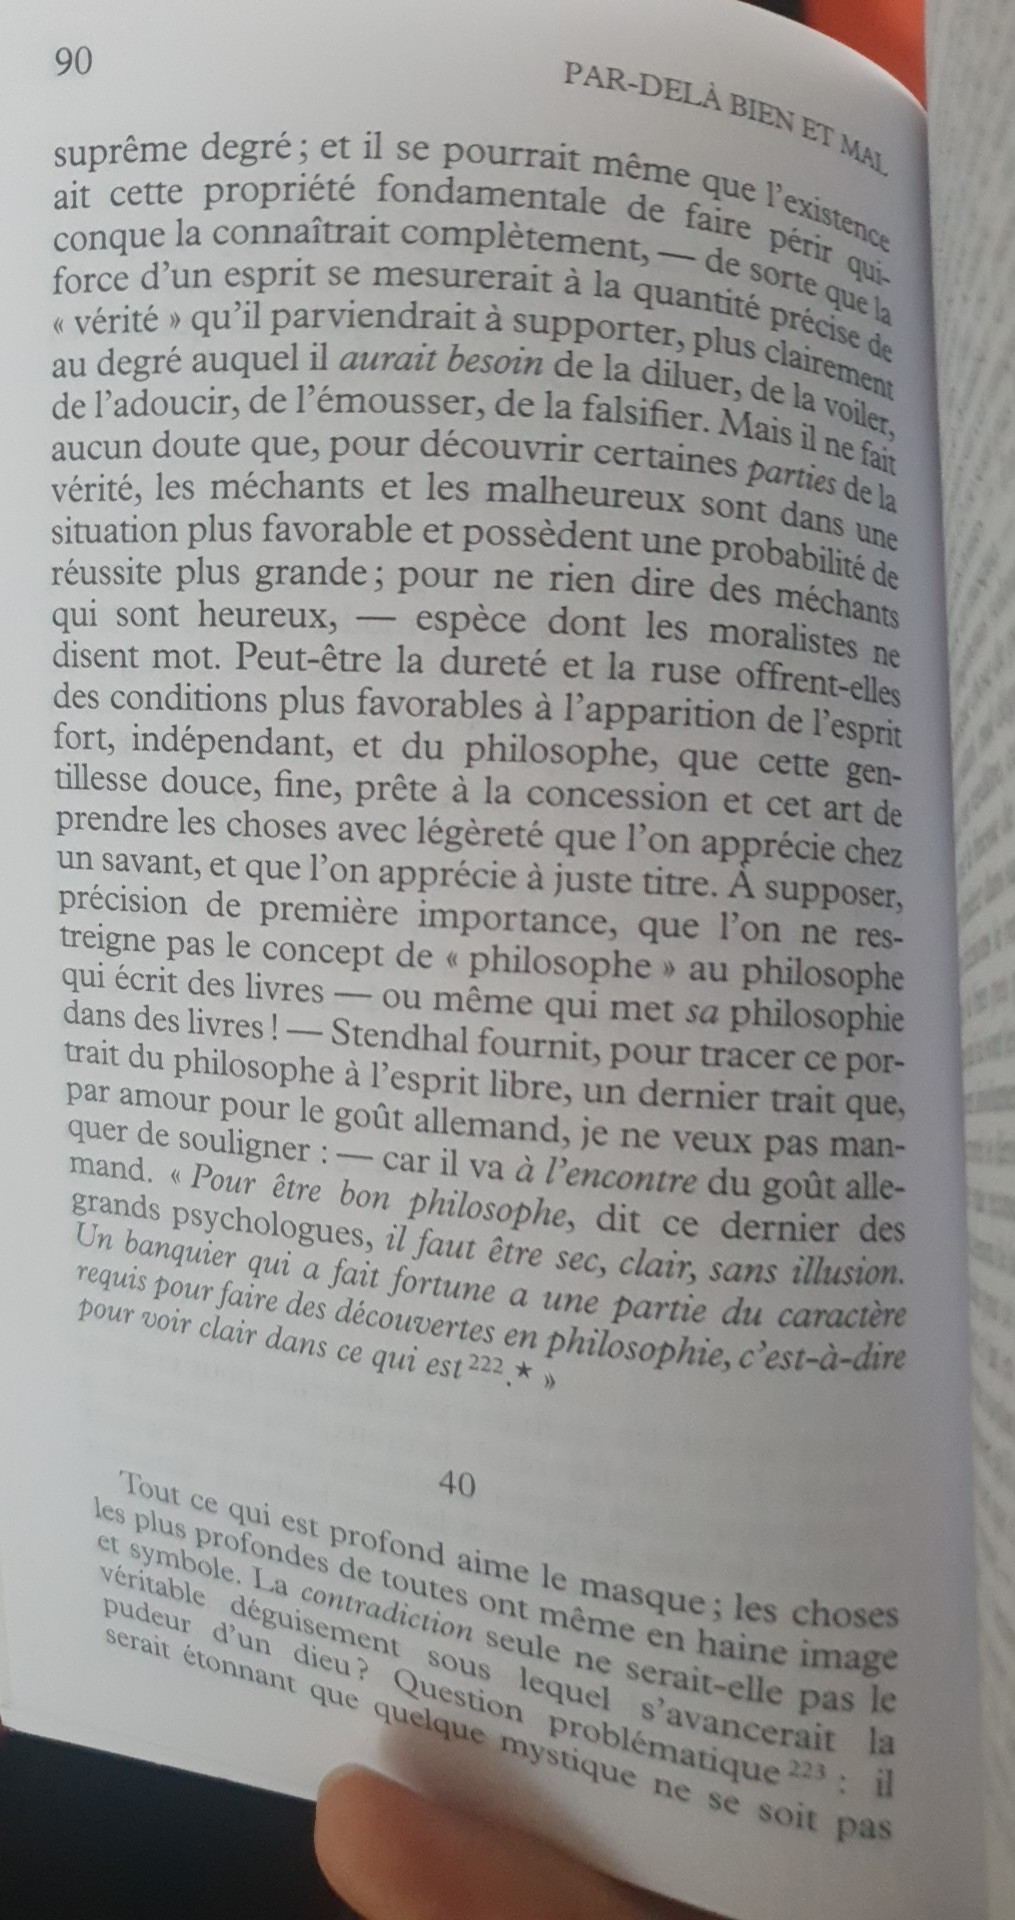 90
PAR-DELÀ BIEN ET MAL
suprême degré ; et il se pourrait même que l'existence
ait cette propriété fondamentale de faire périr qui-
conque la connaîtrait complètement, — de sorte que la
force d'un esprit se mesurerait à la quantité précise de
« vérité » qu'il parviendrait à supporter, plus clairement
au degré auquel il aurait besoin de la diluer, de la voiler,
de l'adoucir, de l'émousser, de la falsifier. Mais il ne fait
aucun doute que, pour découvrir certaines parties de la
vérité, les méchants et les malheureux sont dans une
situation plus favorable et possèdent une probabilité de
réussite plus grande ; pour ne rien dire des méchants
qui sont heureux, — espèce dont les moralistes ne
disent mot. Peut-être la dureté et la ruse offrent-elles
des conditions plus favorables à l'apparition de l'esprit
fort, indépendant, et du philosophe, que cette gen-
tillesse douce, fine, prête à la concession et cet art de
prendre les choses avec légèreté que l'on apprécie chez
un savant, et que l'on apprécie à juste titre. À supposer,
précision de première importance, que l'on ne res-
treigne pas le concept de « philosophe » au philosophe
qui écrit des livres — ou même qui met sa philosophie
dans des livres ! — Stendhal fournit, pour tracer ce por-
trait du philosophe à l'esprit libre, un dernier trait que,
par amour pour le goût allemand, je ne veux pas man-
quer de souligner : — car il va à l'encontre du goût alle-
mand. « Pour être bon philosophe, dit ce dernier des
grands psychologues, il faut être sec, clair, sans illusion.
Un banquier qui a fait fortune a une partie du caractère
requis pour faire des découvertes en philosophie, c'est-à-dire
pour voir clair dans ce qui est 222.★ »
40
Tout ce qui est profond aime le masque ; les choses
les plus profondes de toutes ont même en haine image
et symbole. La contradiction seule ne serait-elle pas le
véritable déguisement sous lequel s'avancerait la
pudeur d'un dieu ? Question problématique 223 : il
serait étonnant que quelque mystique ne se soit pas